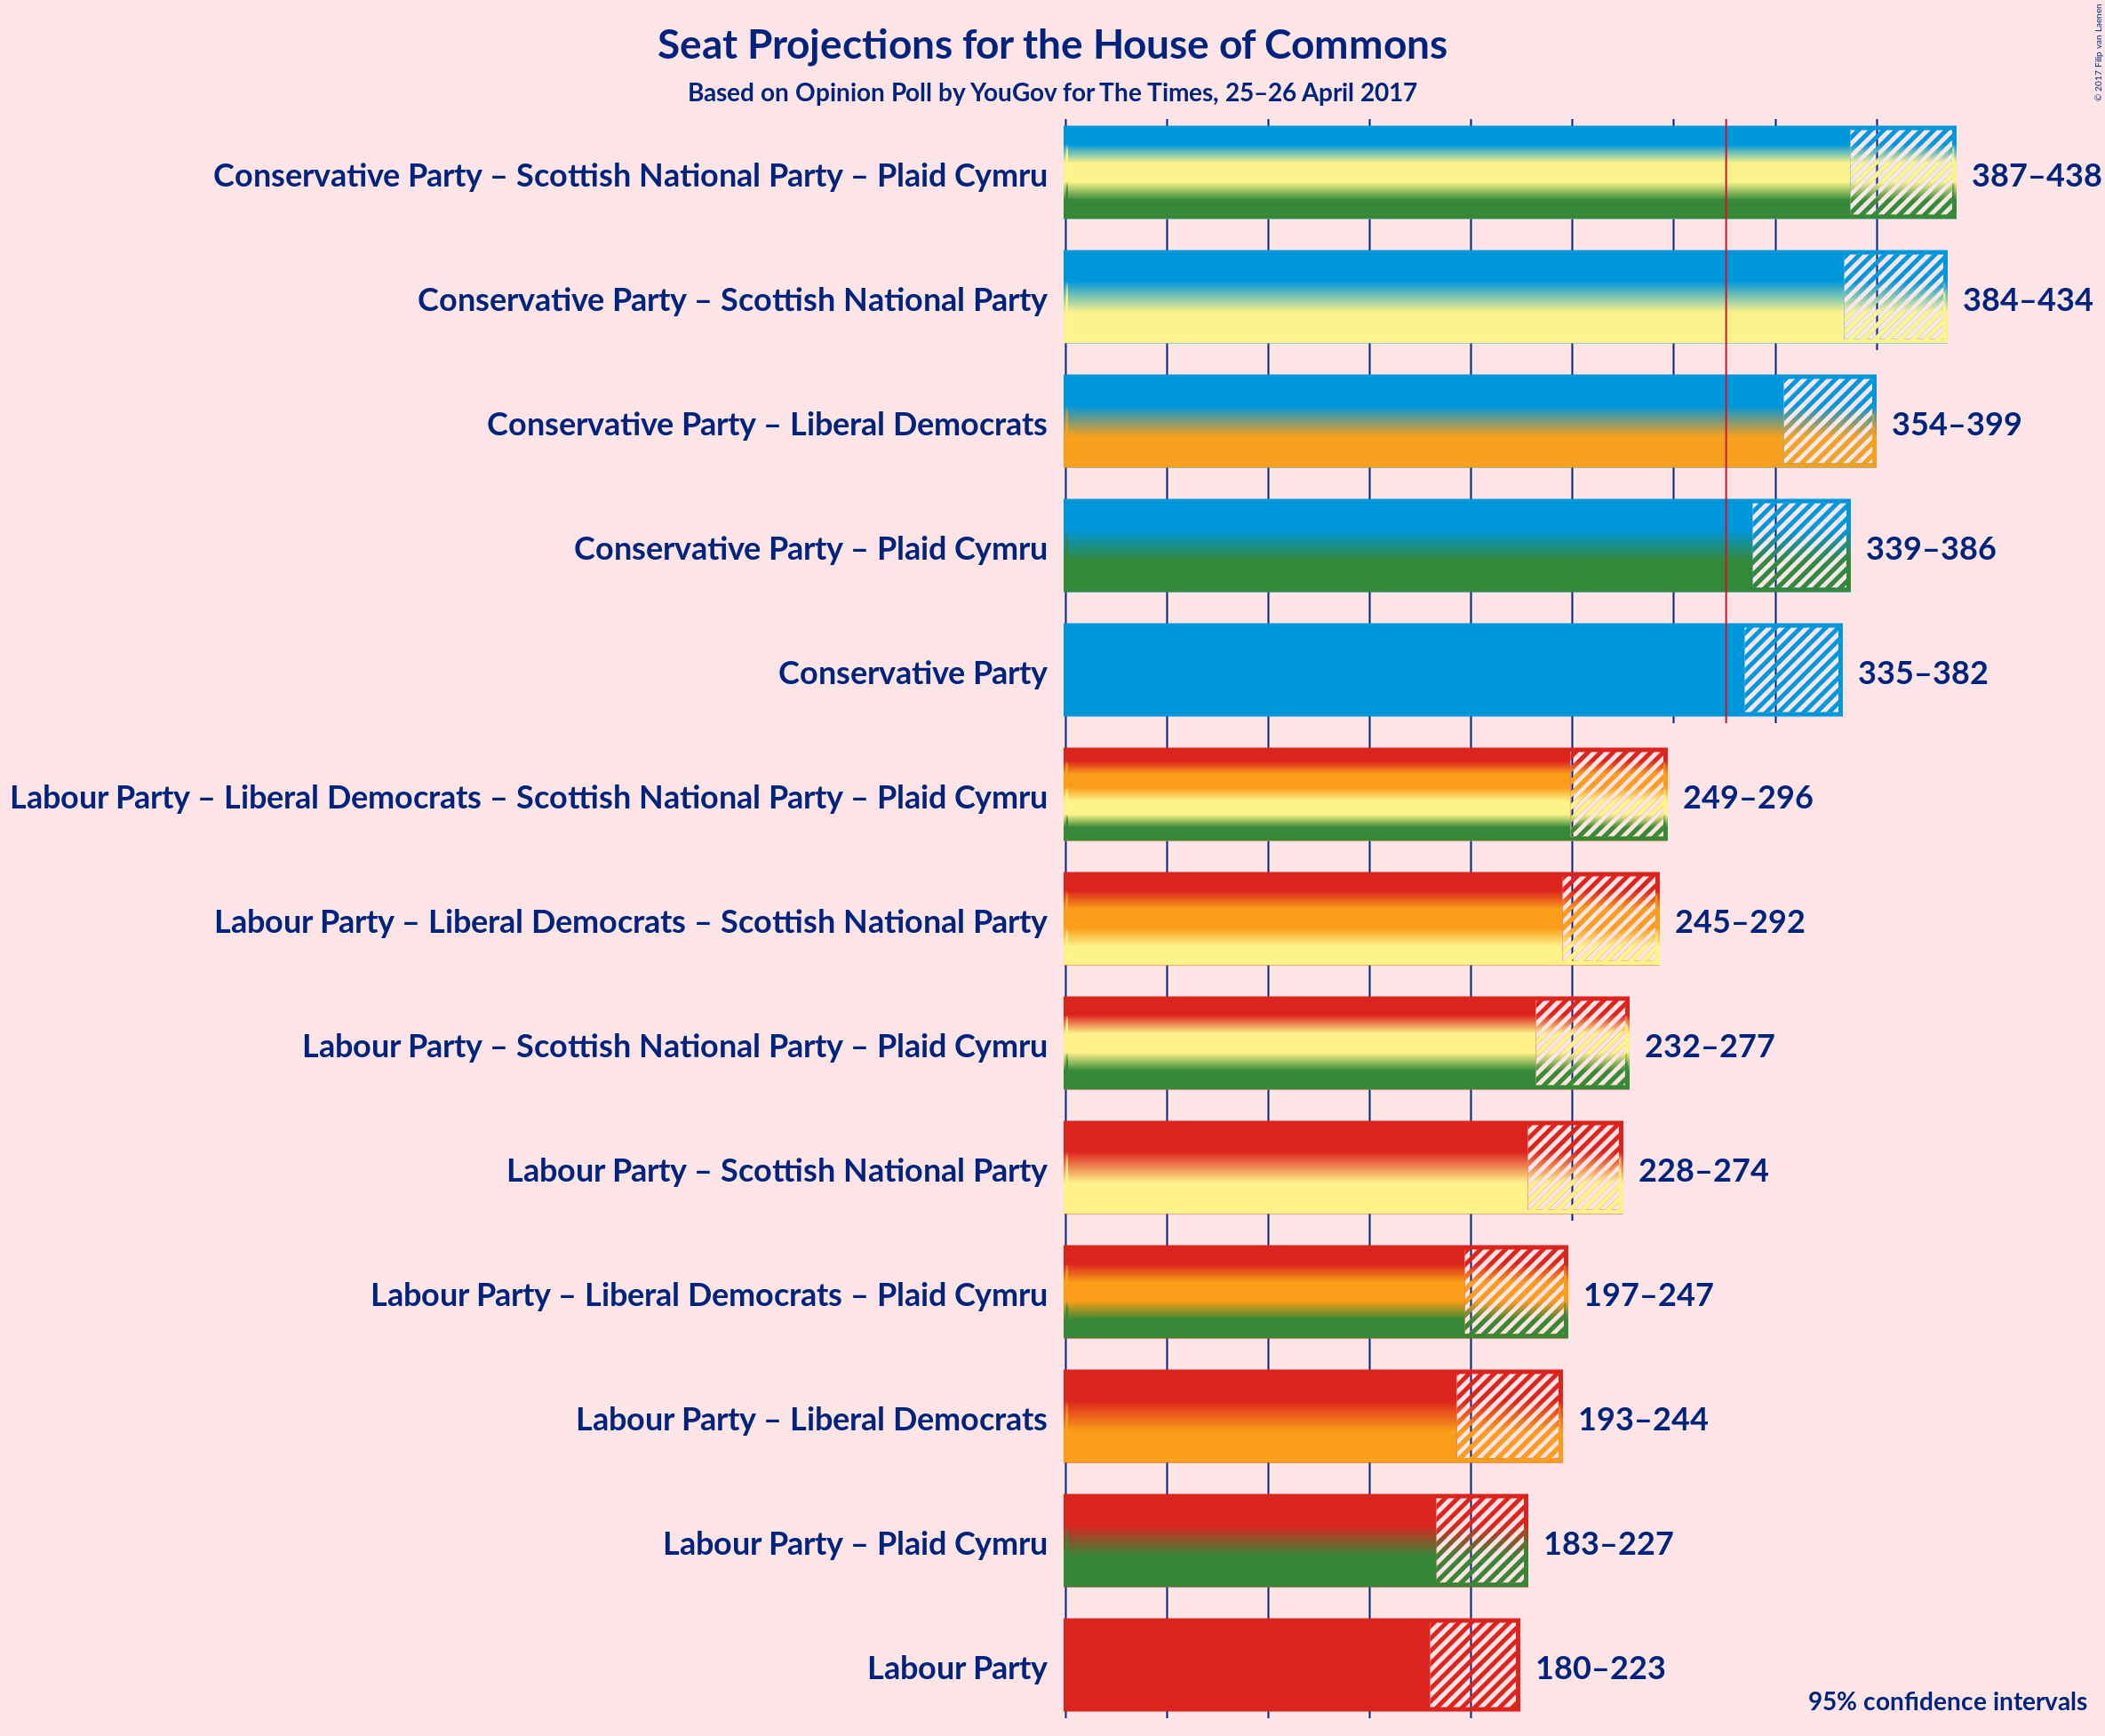 © 2017 Filip van Laenen
Seat Projections for the House of Commons
Based on Opinion Poll by YouGov for The Times, 25–26 April 2017
Conservative Party – Scottish National Party – Plaid Cymru 387–438
Conservative Party – Scottish National Party 384–434
Conservative Party – Liberal Democrats 354–399
Conservative Party – Plaid Cymru 339–386
Conservative Party 335–382
Labour Party – Liberal Democrats – Scottish National Party – Plaid Cymru 249–296
Labour Party – Liberal Democrats – Scottish National Party 245–292
Labour Party – Scottish National Party – Plaid Cymru 232–277
Labour Party – Scottish National Party 228–274
Labour Party – Liberal Democrats – Plaid Cymru 197–247
Labour Party – Liberal Democrats 193–244
Labour Party – Plaid Cymru 183–227
Labour Party 180–223
95% confidence intervals